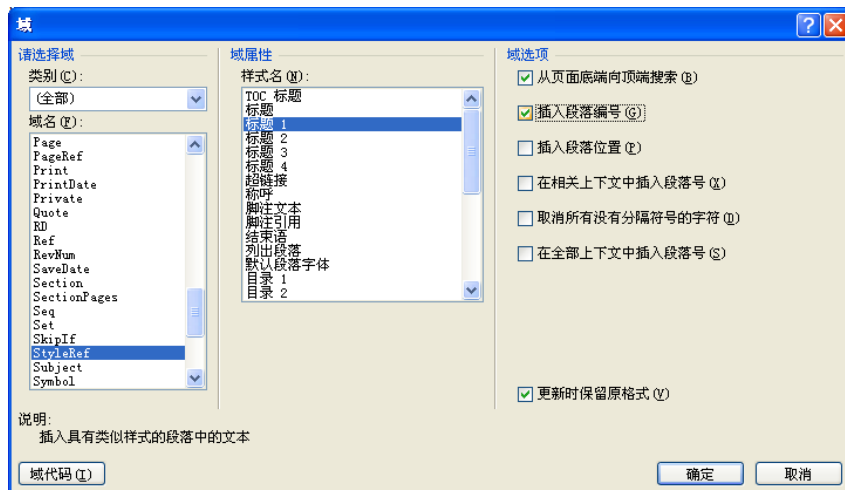 域
请选择域
类别(C):
(全部)
域名(F):
Page
PageRef
Print
PrintDate
Private
Quote
RD
Ref
RevNum
SaveDate
Section
SectionPages
Seq
Set
SkipIf
StyleRef
Subject
Symbol
域属性
样式名(N):
TOC 标题
标题
标题 1
标题 2
标题 3
标题 4
超链接
称呼
脚注文本
脚注引用
结束语
列出段落
默认段落字体
目录 1
目录 2
域选项
从页面底端向顶端搜索(B)
插入段落编号(G)
插入段落位置(P)
在相关上下文中插入段落号(X)
取消所有没有分隔符号的字符(D)
在全部上下文中插入段落号(S)
更新时保留原格式(V)
说明:
插入具有类似样式的段落中的文本
域代码(I)
确定
取消